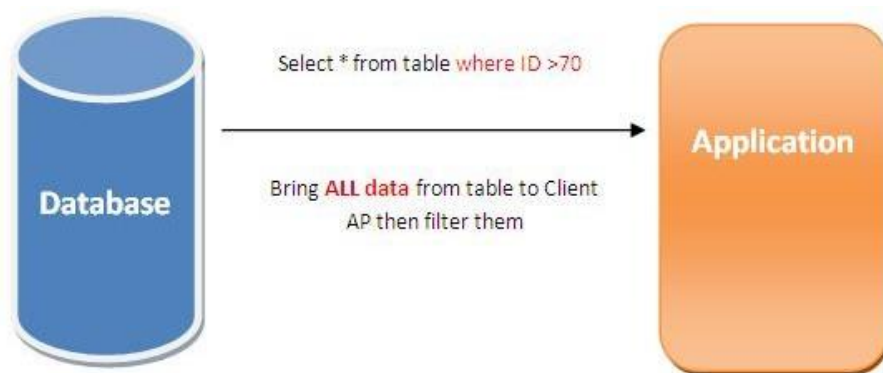 Select * from table where ID >70
Database
Application
Bring ALL data from table to Client
AP then filter them